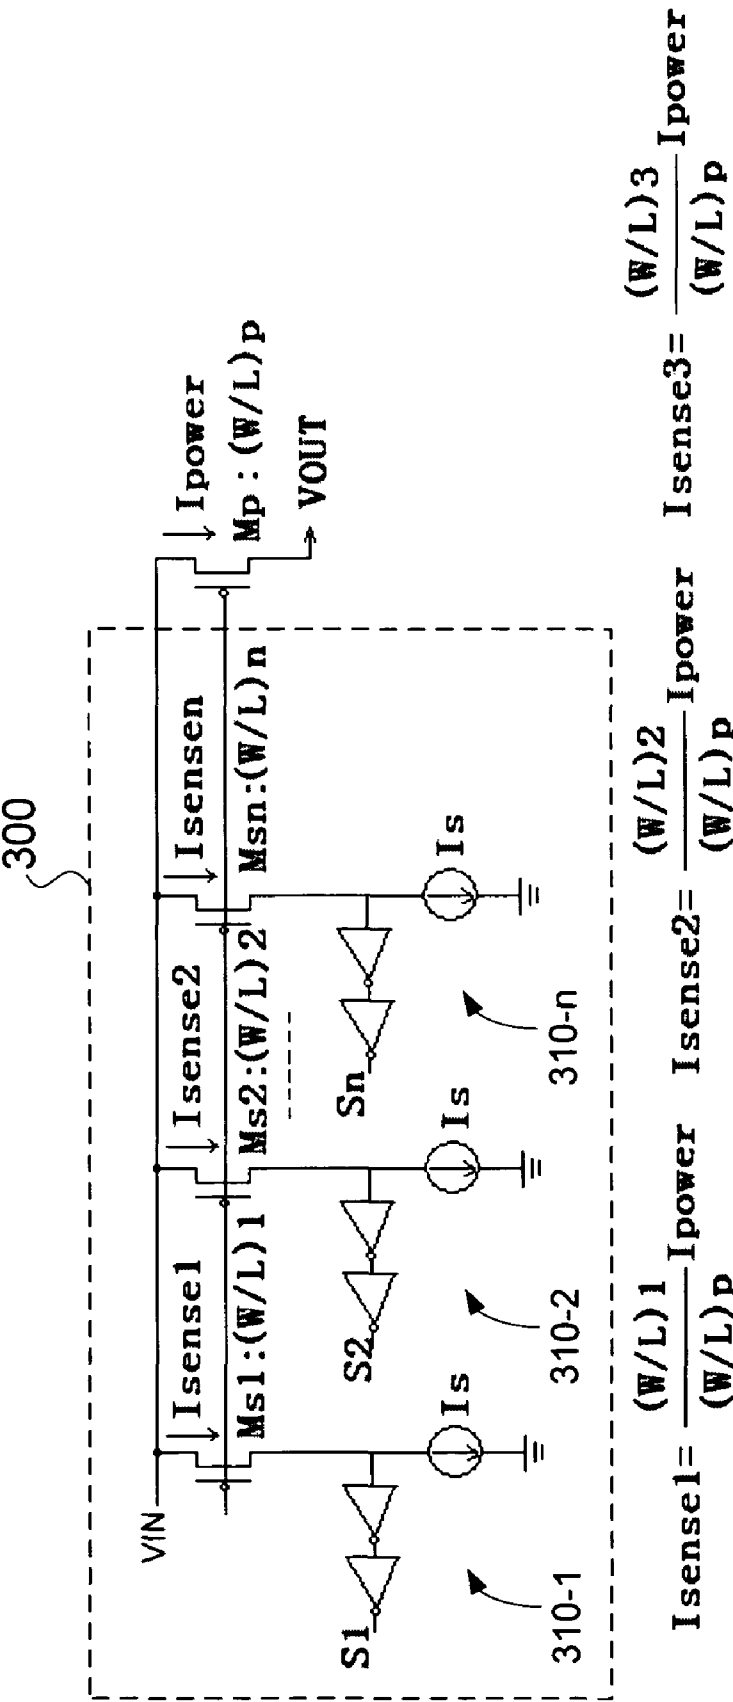 300
VIN
Isense1
Isense2
Isensen
Ipower
Ms1:(W/L)1
Ms2:(W/L)2
Msn:(W/L)n
Mp:(W/L)p
VOUT
S1
Is
S2
Is
Sn
Is
310-1
310-2
310-n
Isense1=(W/L)1/(W/L)p Ipower
Isense2=(W/L)2/(W/L)p Ipower
Isense3=(W/L)3/(W/L)p Ipower